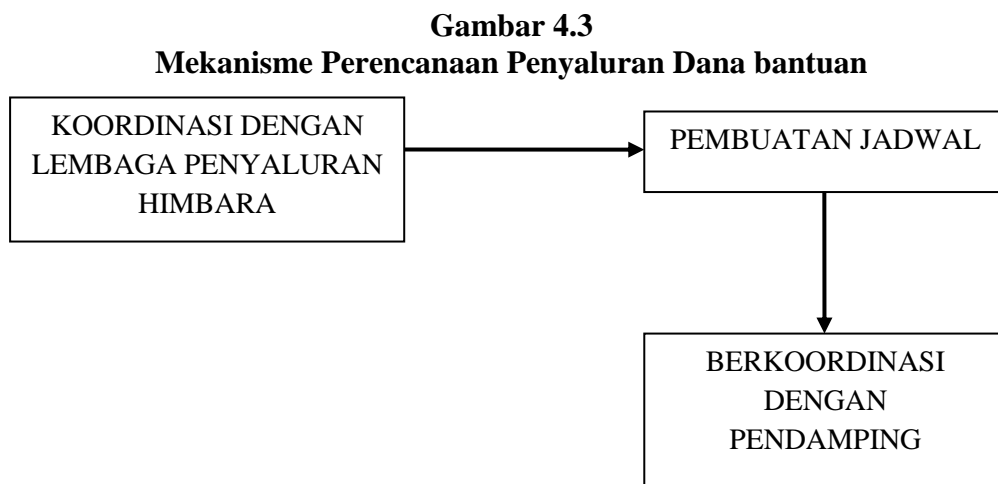 Gambar 4.3
Mekanisme Perencanaan Penyaluran Dana bantuan
KOORDINASI DENGAN
LEMBAGA PENYALURAN
HIMBARA
PEMBUATAN JADWAL
BERKOORDINASI
DENGAN
PENDAMPING